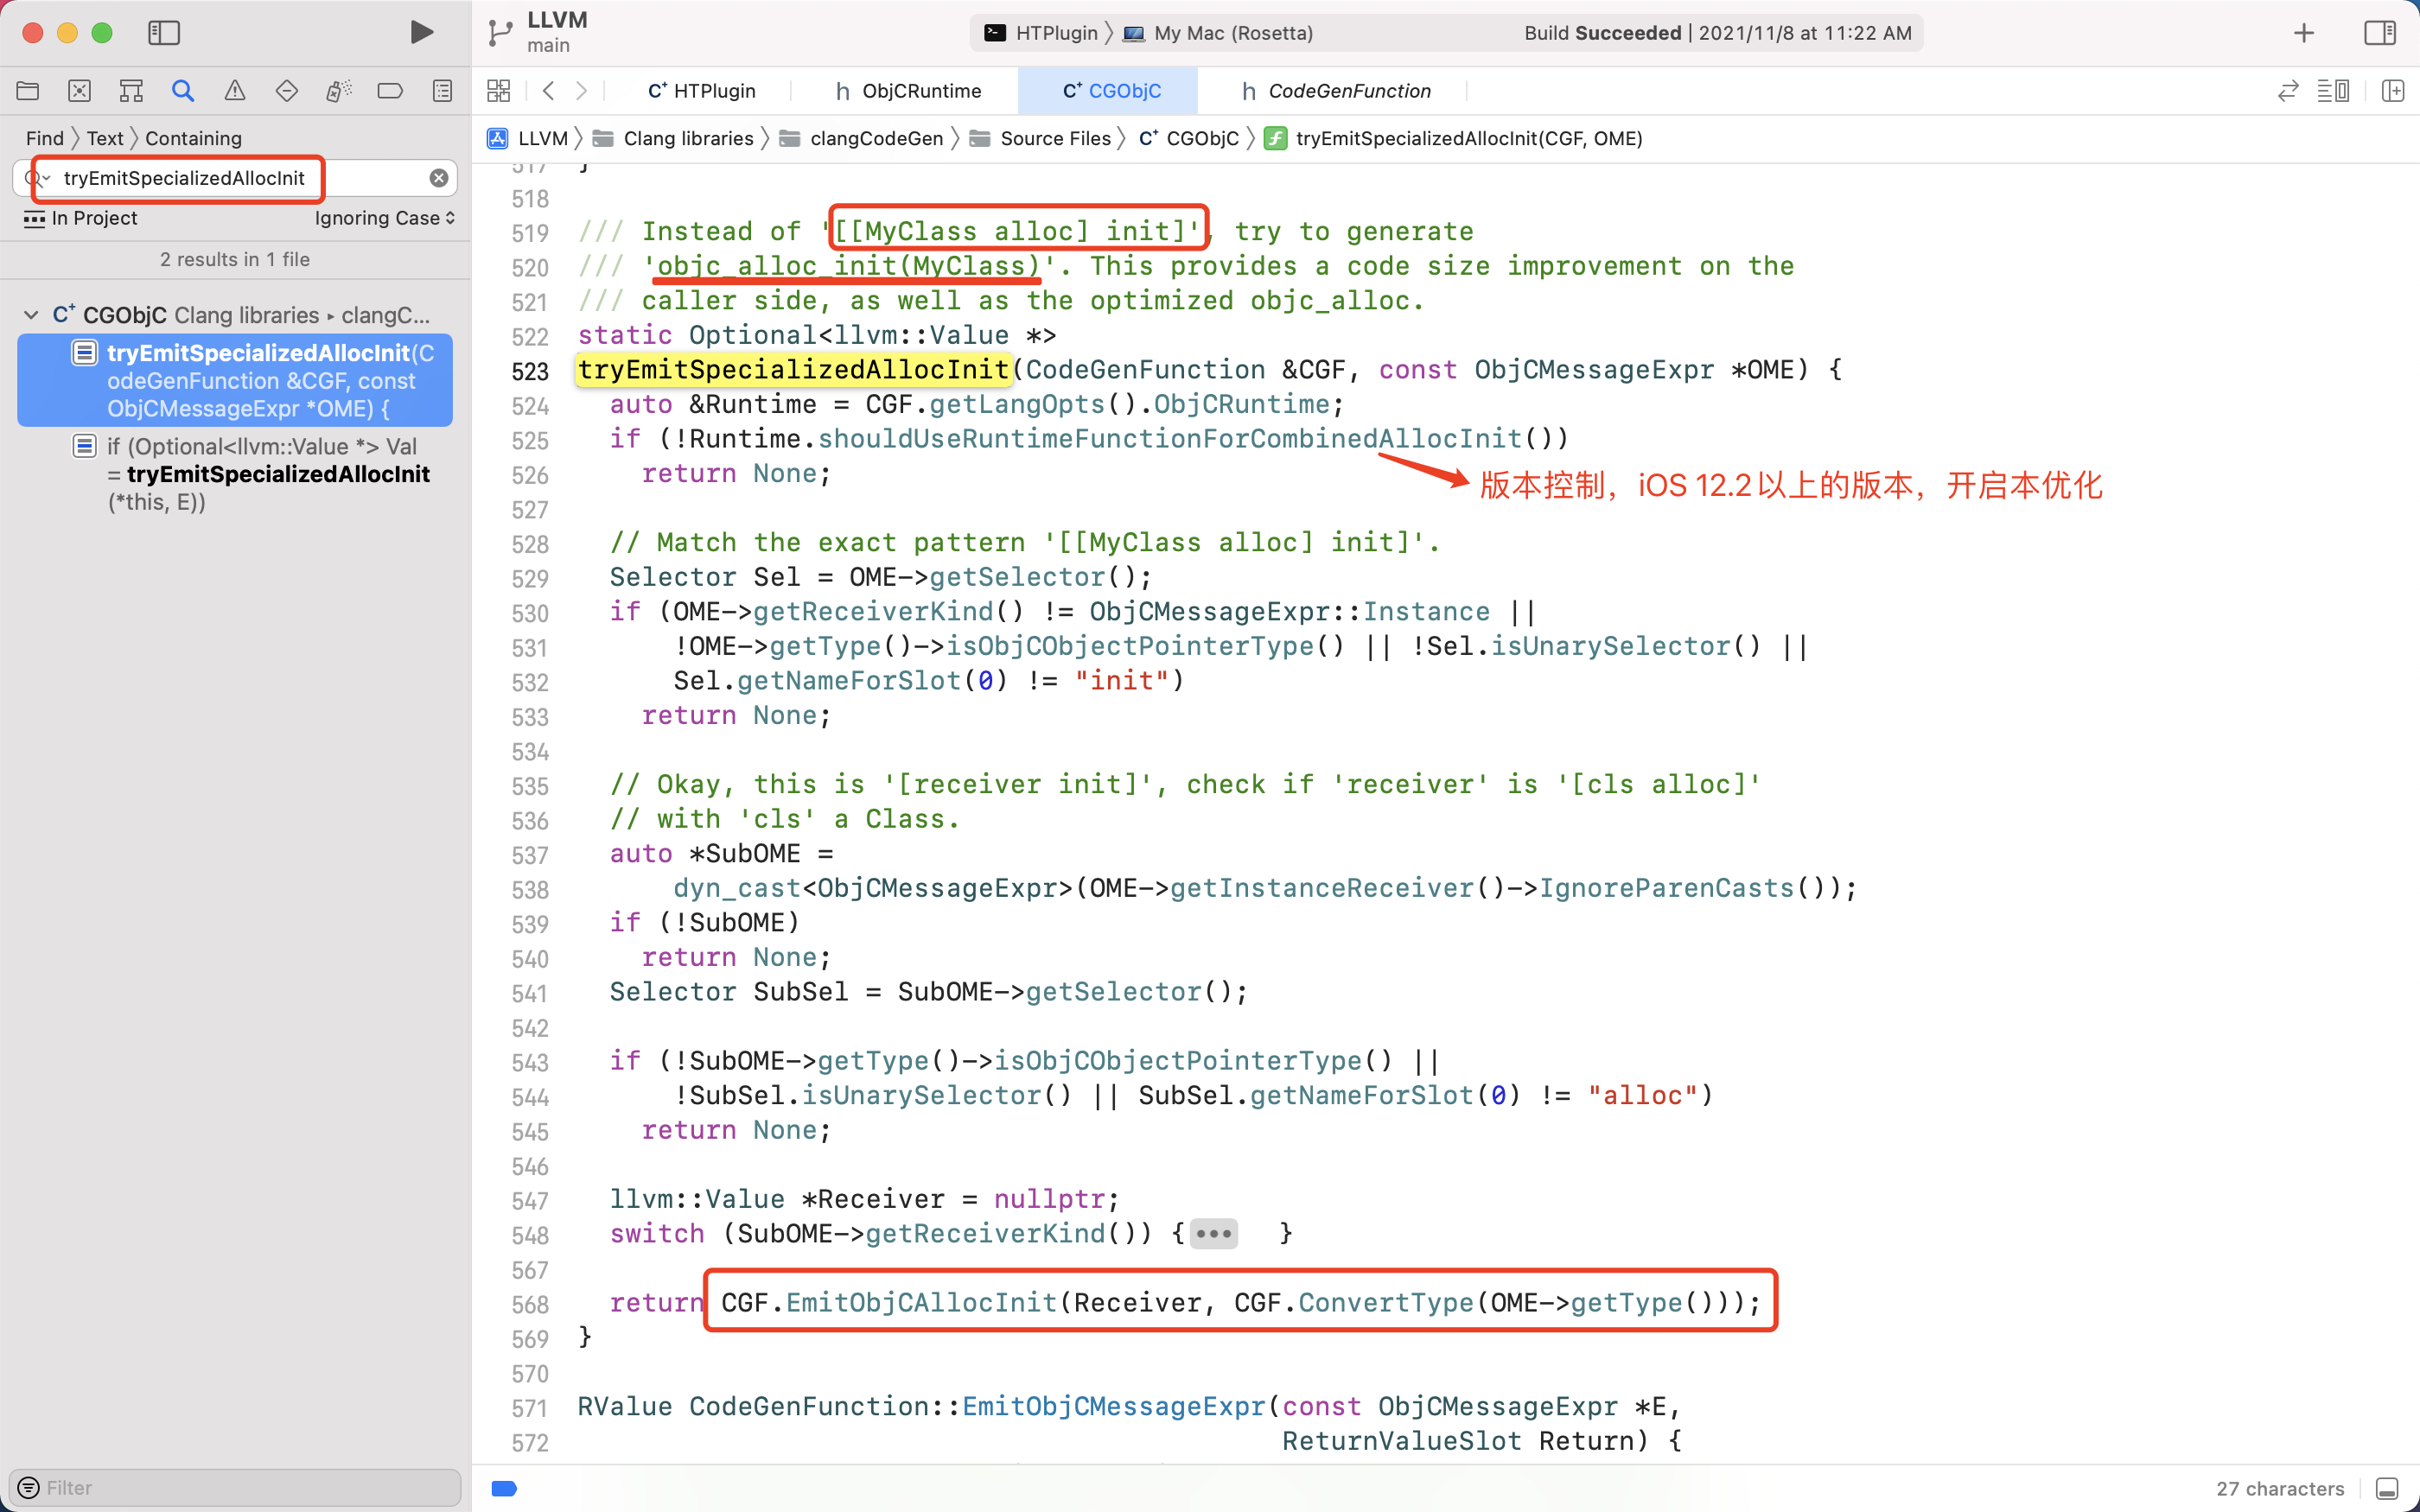 LLVM
main
HTPlugin
My Mac (Rosetta)
Build Succeeded | 2021/11/8 at 11:22 AM
HTPlugin
h ObjCRuntime
CGObjC
h CodeGenFunction
Find 〉 Text 〉 Containing
LLVM 〉 Clang libraries 〉 clangCodeGen 〉 Source Files 〉 CGObjC 〉 tryEmitSpecializedAllocInit(CGF, OME)
tryEmitSpecializedAllocInit
In Project
Ignoring Case
2 results in 1 file
CGObjC Clang libraries ▸ clangC...
tryEmitSpecializedAllocInit(C
odeGenFunction &CGF, const
ObjCMessageExpr *OME) {
if (Optional<llvm::Value *> Val
= tryEmitSpecializedAllocInit
(*this, E))
Filter
517 }
518
519 /// Instead of '[[MyClass alloc] init]', try to generate
520 /// 'objc_alloc_init(MyClass)'. This provides a code size improvement on the
521 /// caller side, as well as the optimized objc_alloc.
522 static Optional<llvm::Value *>
523 tryEmitSpecializedAllocInit(CodeGenFunction &CGF, const ObjCMessageExpr *OME) {
524 auto &Runtime = CGF.getLangOpts().ObjCRuntime;
525 if (!Runtime.shouldUseRuntimeFunctionForCombinedAllocInit())
526 return None;
版本控制，iOS 12.2以上的版本，开启本优化
527
528 // Match the exact pattern '[[MyClass alloc] init]'.
529 Selector Sel = OME->getSelector();
530 if (OME->getReceiverKind() != ObjCMessageExpr::Instance ||
531 !OME->getType()->isObjCObjectPointerType() || !Sel.isUnarySelector() ||
532 Sel.getNameForSlot(0) != "init")
533 return None;
534
535 // Okay, this is '[receiver init]', check if 'receiver' is '[cls alloc]'
536 // with 'cls' a Class.
537 auto *SubOME =
538 dyn_cast<ObjCMessageExpr>(OME->getInstanceReceiver()->IgnoreParenCasts());
539 if (!SubOME)
540 return None;
541 Selector SubSel = SubOME->getSelector();
542
543 if (!SubOME->getType()->isObjCObjectPointerType() ||
544 !SubSel.isUnarySelector() || SubSel.getNameForSlot(0) != "alloc")
545 return None;
546
547 llvm::Value *Receiver = nullptr;
548 switch (SubOME->getReceiverKind()) {••• }
567
568 return CGF.EmitObjCAllocInit(Receiver, CGF.ConvertType(OME->getType()));
569 }
570
571 RValue CodeGenFunction::EmitObjCMessageExpr(const ObjCMessageExpr *E,
572 ReturnValueSlot Return) {
27 characters